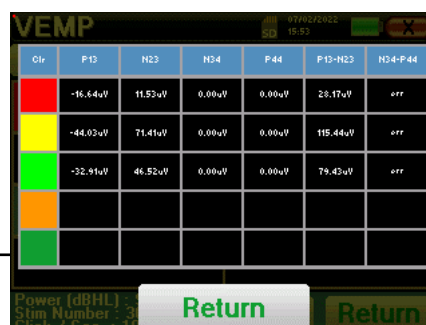 VEMP
SD 07/02/2022 15:53
Clr P13 N23 N34 P44 P13-N23 N34-P44
-16.64uV 11.53uV 0.00uV 0.00uV 28.17uV err
-44.03uV 71.41uV 0.00uV 0.00uV 115.44uV err
-32.91uV 46.52uV 0.00uV 0.00uV 79.43uV err
Power (dBHL) :
Stim Number : 3
Return
Return